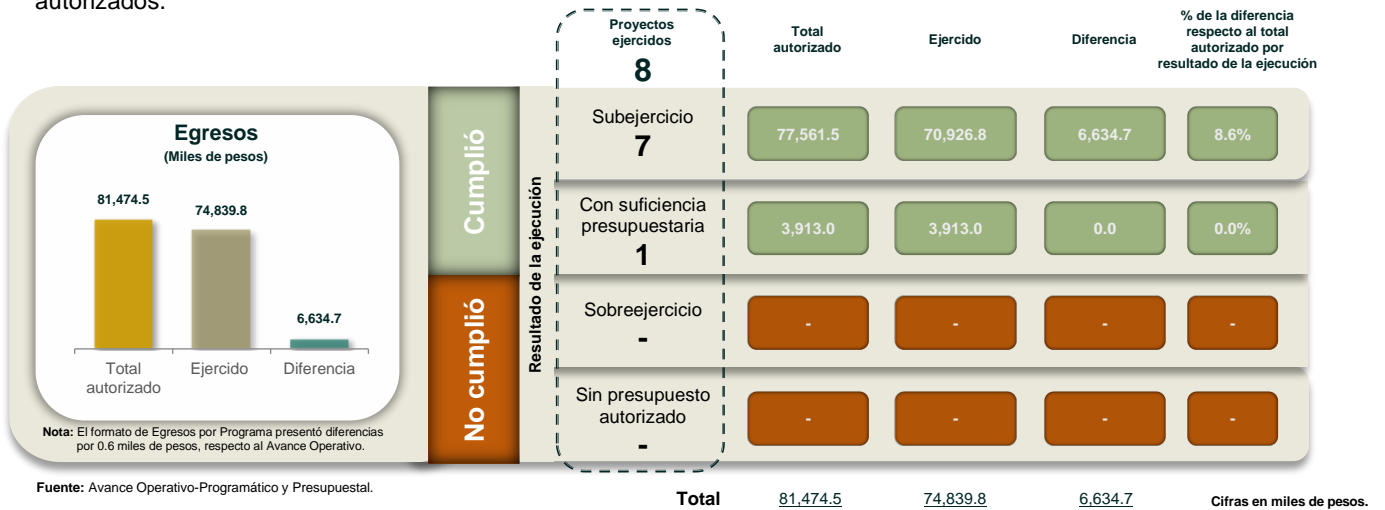 autorizados.
Proyectos
ejercidos
8
Total
autorizado
Ejercido
Diferencia
% de la diferencia
respecto al total
autorizado por
resultado de la ejecución
Egresos
(Miles de pesos)
81,474.5
74,839.8
6,634.7
Total
autorizado
Ejercido
Diferencia
Nota: El formato de Egresos por Programa presentó diferencias
por 0.6 miles de pesos, respecto al Avance Operativo.
Cumplió
No cumplió
Resultado de la ejecución
Subejercicio
7
77,561.5
70,926.8
6,634.7
8.6%
Con suficiencia
presupuestaria
1
3,913.0
3,913.0
0.0
0.0%
Sobreejercicio
-
-
-
-
-
Sin presupuesto
autorizado
-
-
-
-
-
Fuente: Avance Operativo-Programático y Presupuestal.
Total
81,474.5
74,839.8
6,634.7
Cifras en miles de pesos.